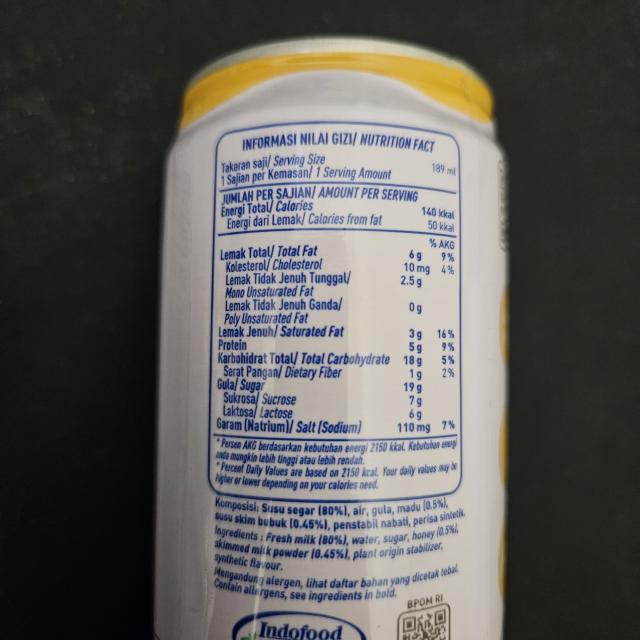 INFORMASI NILAI GIZI/ NUTRITION FACT
Takaran saji/ Serving Size 189 ml
1 Sajian per Kemasan/ 1 Serving Amount
JUMLAH PER SAJIAN/ AMOUNT PER SERVING
Energi Total/ Calories 140 kkal
Energi dari Lemak/ Calories from fat 50 kkal
% AKG
Lemak Total/ Total Fat 6 g 9%
Kolesterol/ Cholesterol 10 mg 4%
Lemak Tidak Jenuh Tunggal/ 2.5 g
Mono Unsaturated Fat
Lemak Tidak Jenuh Ganda/ 0 g
Poly Unsaturated Fat
Lemak Jenuh/ Saturated Fat 3 g 16%
Protein 5 g 9%
Karbohidrat Total/ Total Carbohydrate 18 g 5%
Serat Pangan/ Dietary Fiber 1 g 2%
Gula/ Sugar 19 g
Sukrosa/ Sucrose 7 g
Laktosa/ Lactose 6 g
Garam (Natrium)/ Salt (Sodium) 110 mg 7%
* Persen AKG berdasarkan kebutuhan energi 2150 kkal. Kebutuhan energi
anda mungkin lebih tinggi atau lebih rendah.
* Percent Daily Values are based on 2150 kcal. Your daily values may be
higher or lower depending on your calories need.
Komposisi: Susu segar (80%), air, gula, madu (0.5%),
susu skim bubuk (0.45%), penstabil nabati, perisa sintetik.
Ingredients : Fresh milk (80%), water, sugar, honey (0.5%),
skimmed milk powder (0.45%), plant origin stabilizer,
synthetic flavour.
Mengandung alergen, lihat daftar bahan yang dicetak tebal.
Contain allergens, see ingredients in bold.
BPOM RI
Indofood